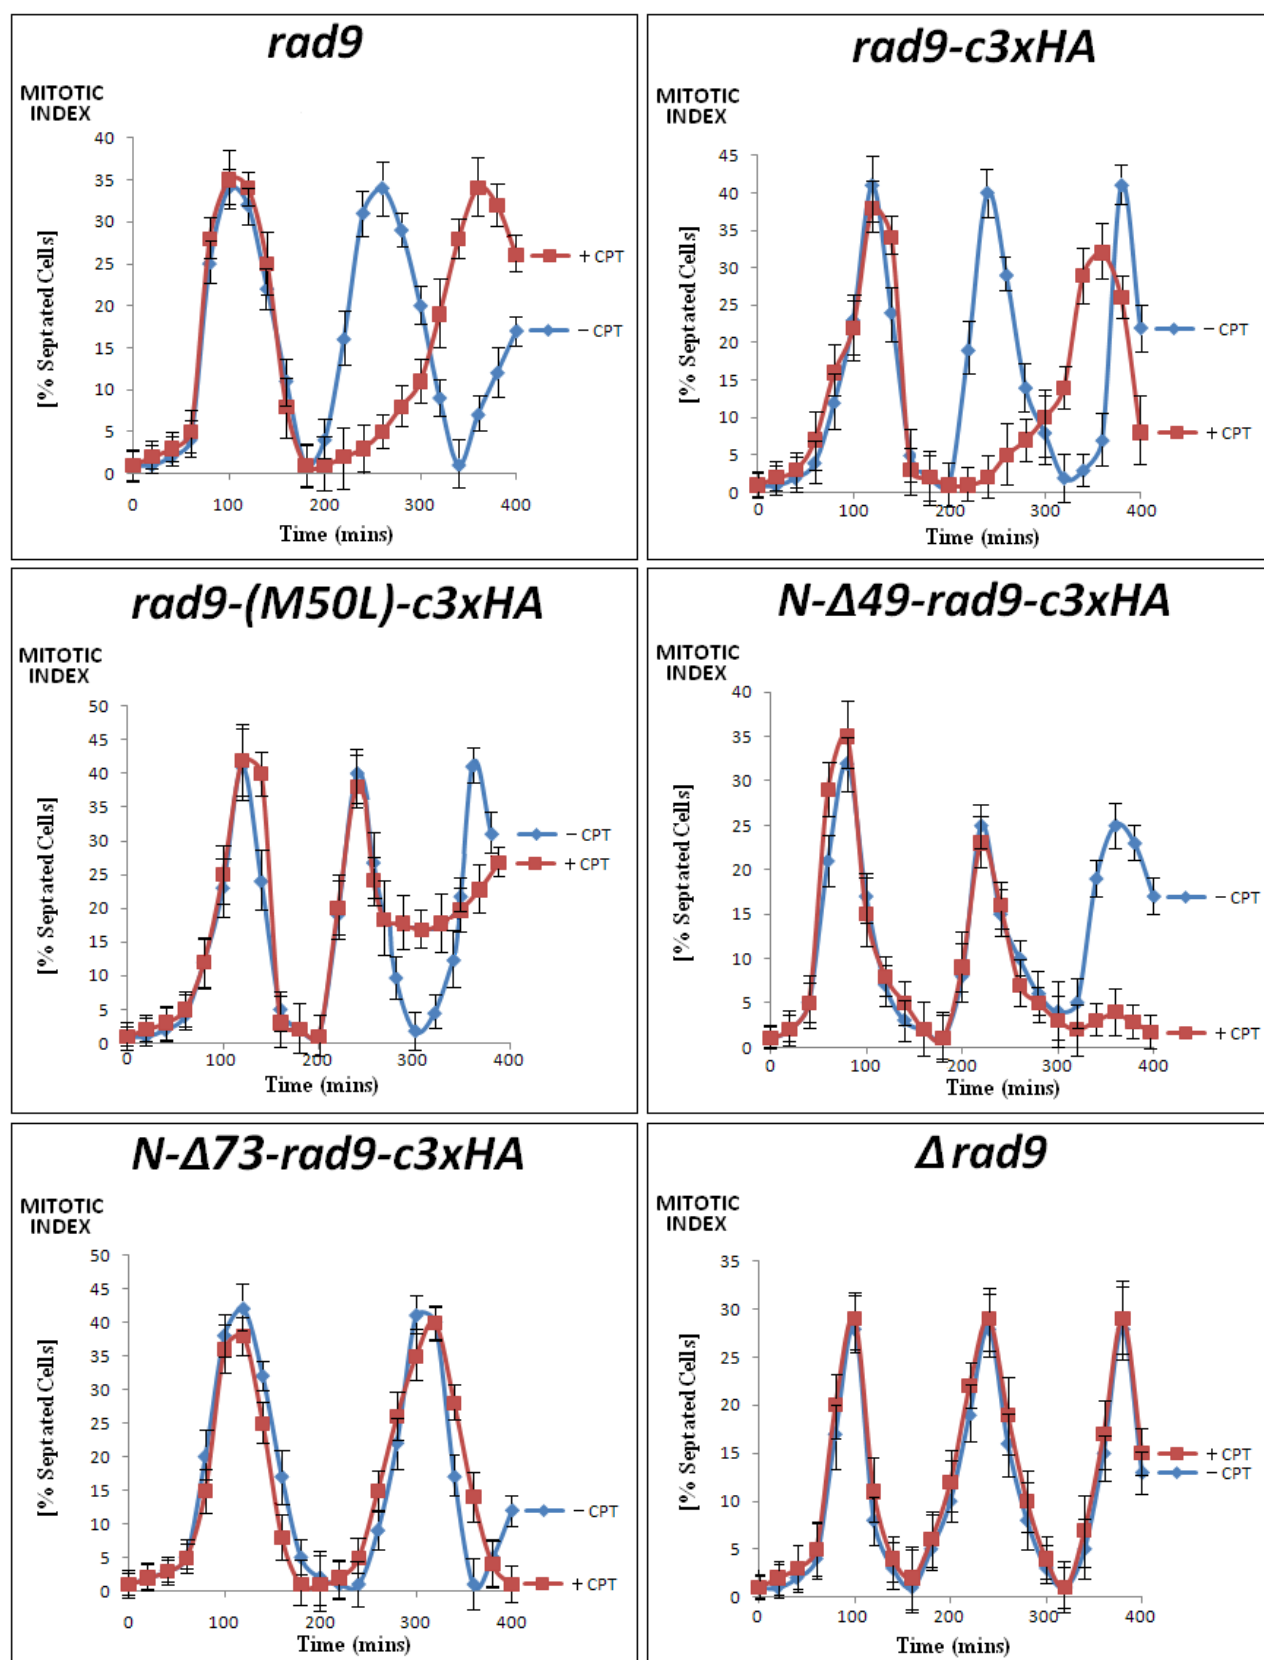 rad9
MITOTIC
INDEX
[% Septated Cells]
40
35
30
25
20
15
10
5
0
0 100 200 300 400
Time (mins)
+ CPT
– CPT
rad9-c3xHA
MITOTIC
INDEX
[% Septated Cells]
45
40
35
30
25
20
15
10
5
0
0 100 200 300 400
Time (mins)
– CPT
+ CPT
rad9-(M50L)-c3xHA
MITOTIC
INDEX
[% Septated Cells]
50
45
40
35
30
25
20
15
10
5
0
0 100 200 300 400
Time (mins)
– CPT
+ CPT
N-Δ49-rad9-c3xHA
MITOTIC
INDEX
[% Septated Cells]
40
35
30
25
20
15
10
5
0
0 100 200 300 400
Time (mins)
– CPT
+ CPT
N-Δ73-rad9-c3xHA
MITOTIC
INDEX
[% Septated Cells]
50
45
40
35
30
25
20
15
10
5
0
0 100 200 300 400
Time (mins)
– CPT
+ CPT
Δ rad9
MITOTIC
INDEX
[% Septated Cells]
35
30
25
20
15
10
5
0
0 100 200 300 400
Time (mins)
+ CPT
– CPT